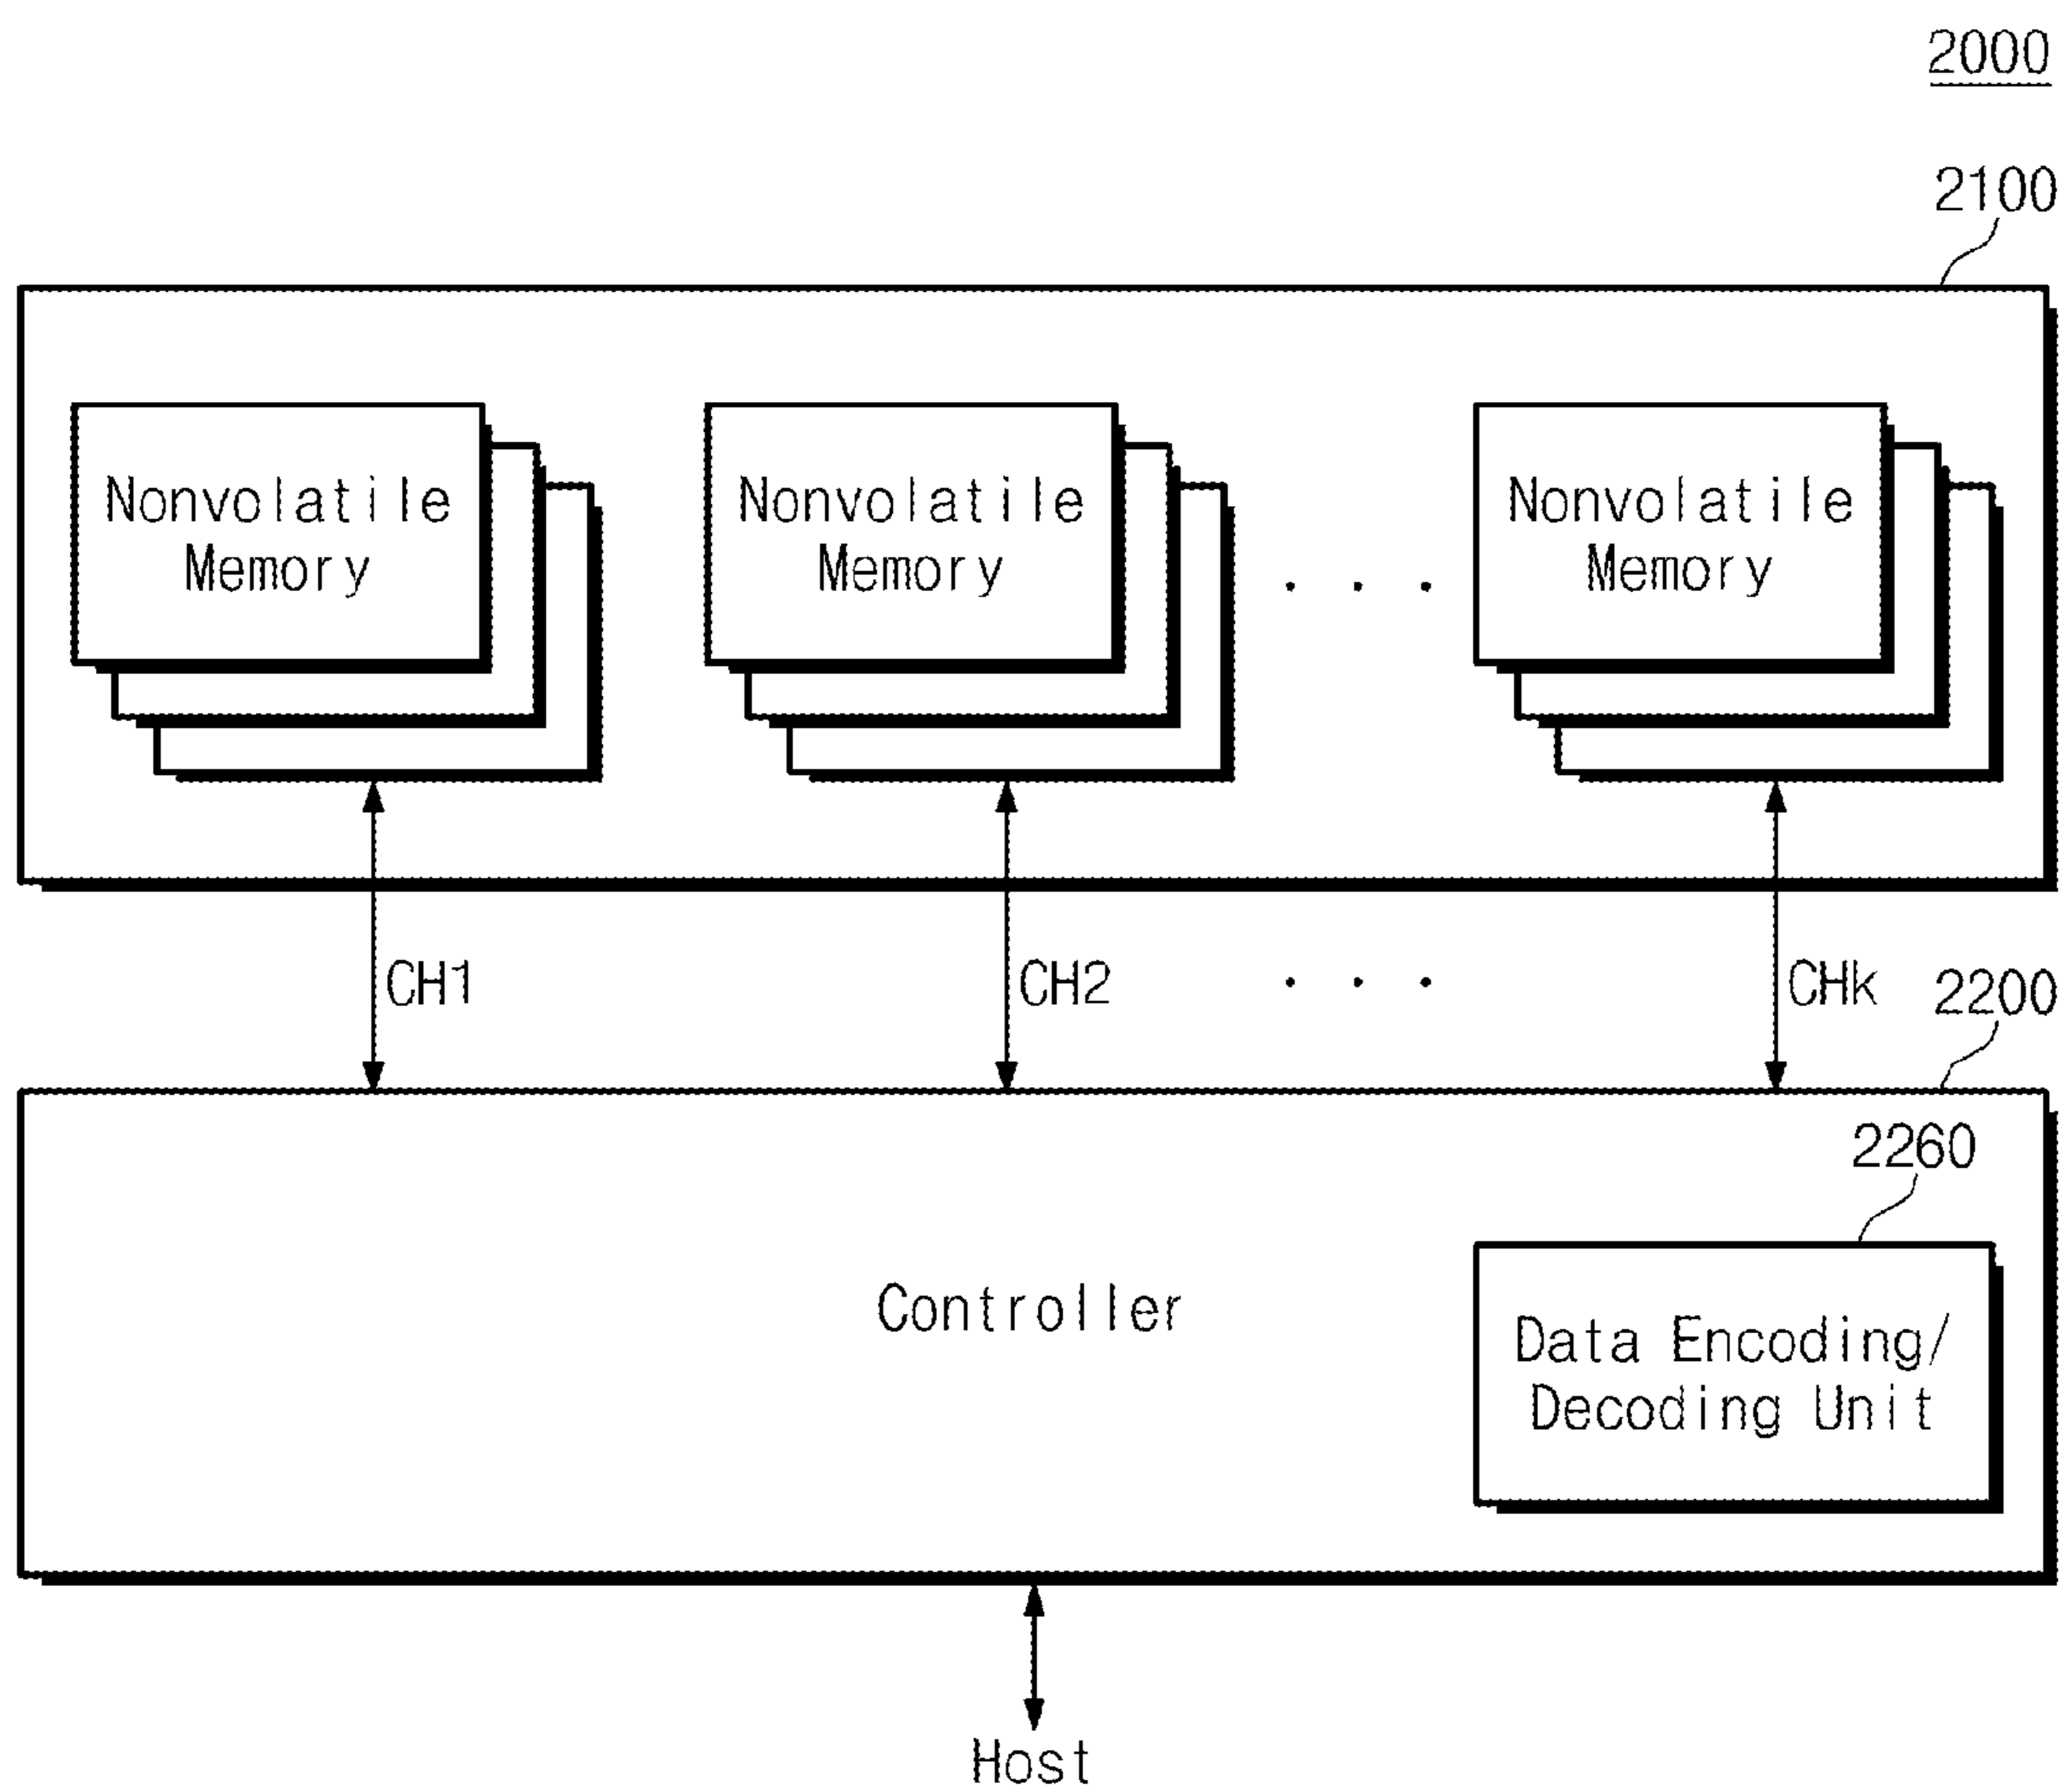 2000
2100
Nonvolatile
Memory
Nonvolatile
Memory
. . .
Nonvolatile
Memory
CH1
CH2
. . .
CHk
2200
2260
Controller
Data Encoding/
Decoding Unit
Host